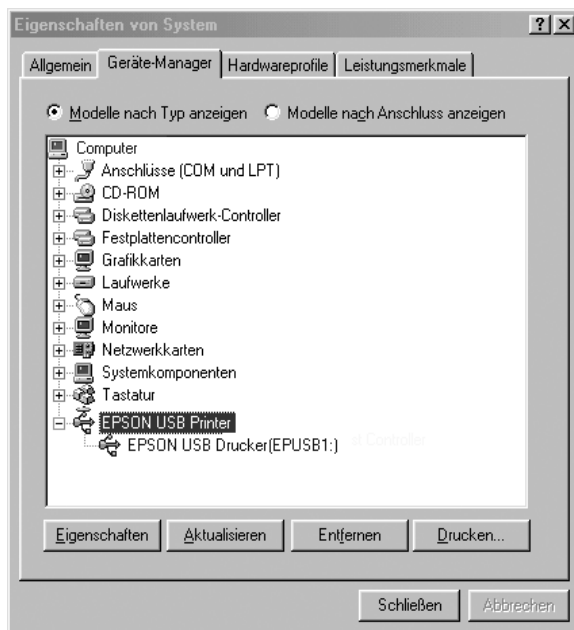 Eigenschaften von System
Allgemein Geräte-Manager Hardwareprofile Leistungsmerkmale
Modelle nach Typ anzeigen Modelle nach Anschluss anzeigen
Computer
Anschlüsse (COM und LPT)
CD-ROM
Diskettenlaufwerk-Controller
Festplattencontroller
Grafikkarten
Laufwerke
Maus
Monitore
Netzwerkkarten
Systemkomponenten
Tastatur
EPSON USB Printer
EPSON USB Drucker(EPUSB1:)
Eigenschaften Aktualisieren Entfernen Drucken...
Schließen Abbrechen